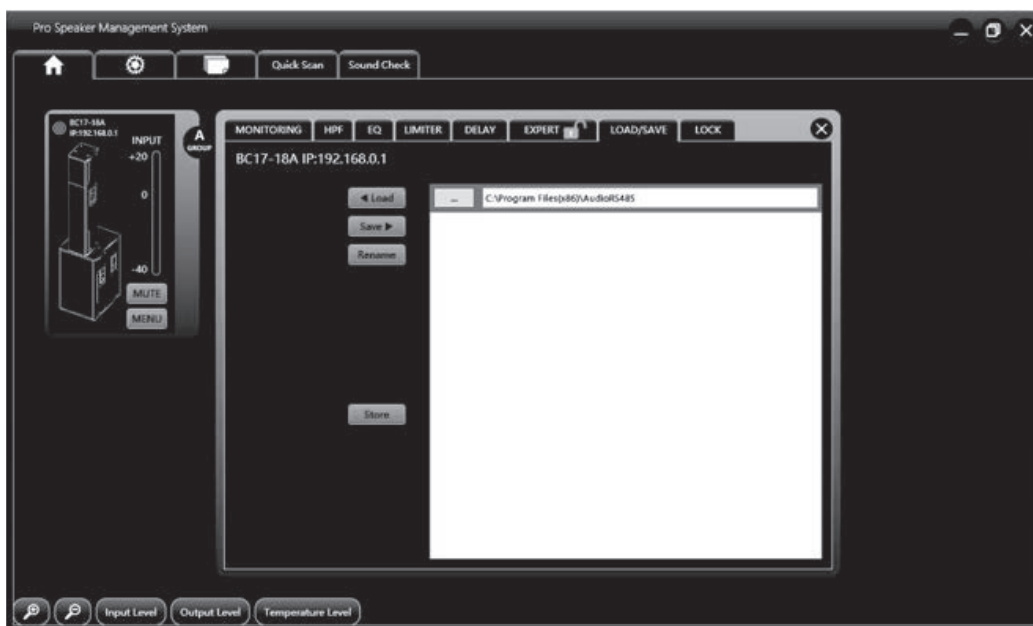 Pro Speaker Management System
Quick Scan
Sound Check
BC17-18A
IP:192.168.0.1
INPUT
+20
0
-40
MUTE
MENU
A
GROUP
MONITORING HPF EQ LIMITER DELAY EXPERT LOAD/SAVE LOCK
BC17-18A IP:192.168.0.1
◀ Load
... C:\Program Files(x86)\AudioRS485
Save ▶
Rename
Store
Input Level Output Level Temperature Level